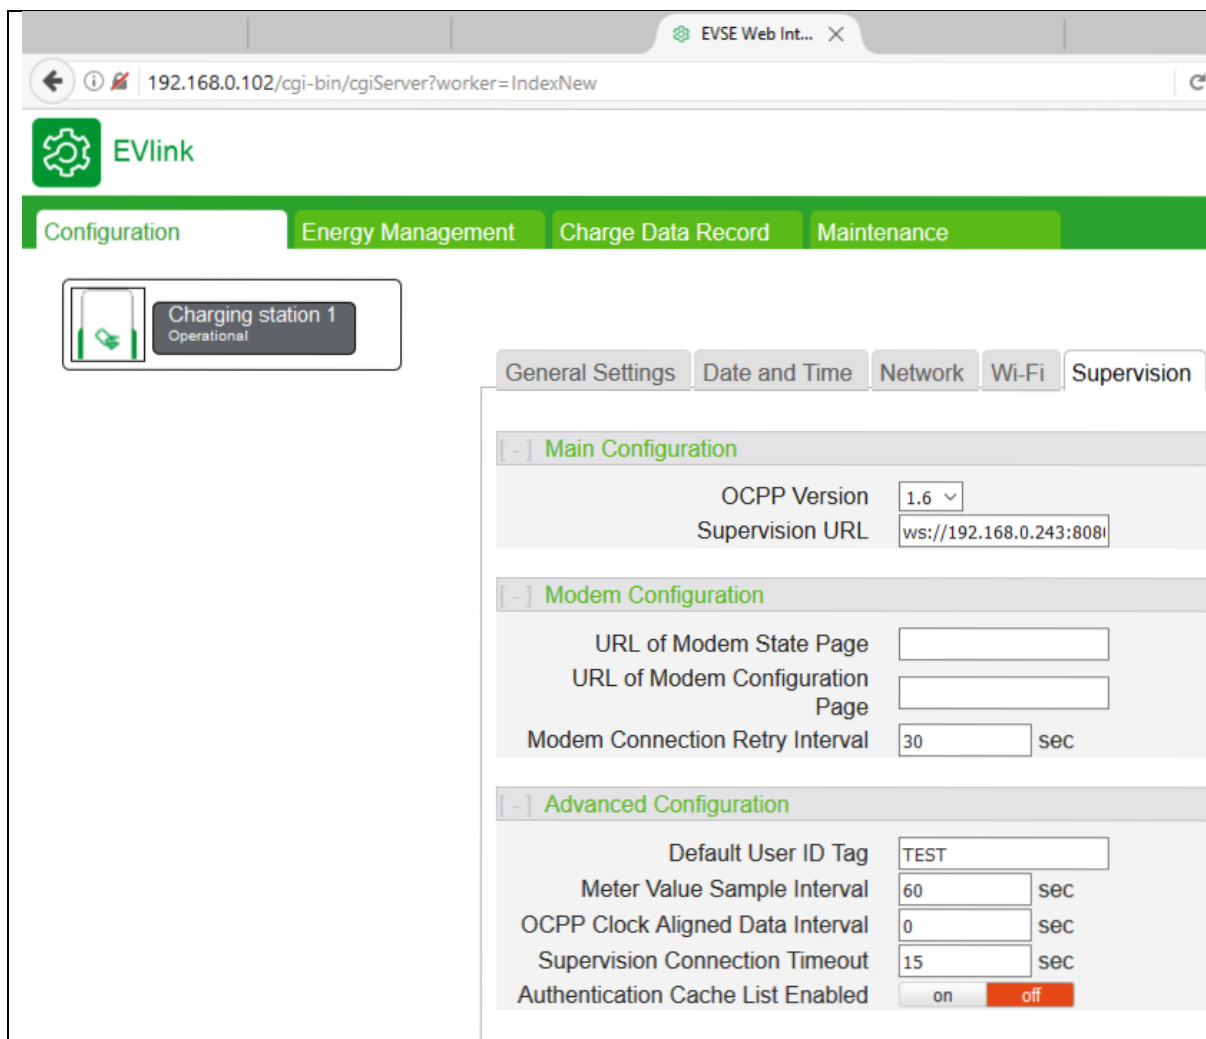 EVSE Web Int...
192.168.0.102/cgi-bin/cgiServer?worker=IndexNew
EVlink
Configuration Energy Management Charge Data Record Maintenance
Charging station 1
Operational
General Settings Date and Time Network Wi-Fi Supervision
[ - ] Main Configuration
OCPP Version 1.6
Supervision URL ws://192.168.0.243:808
[ - ] Modem Configuration
URL of Modem State Page
URL of Modem Configuration
Page
Modem Connection Retry Interval 30 sec
[ - ] Advanced Configuration
Default User ID Tag TEST
Meter Value Sample Interval 60 sec
OCPP Clock Aligned Data Interval 0 sec
Supervision Connection Timeout 15 sec
Authentication Cache List Enabled on off